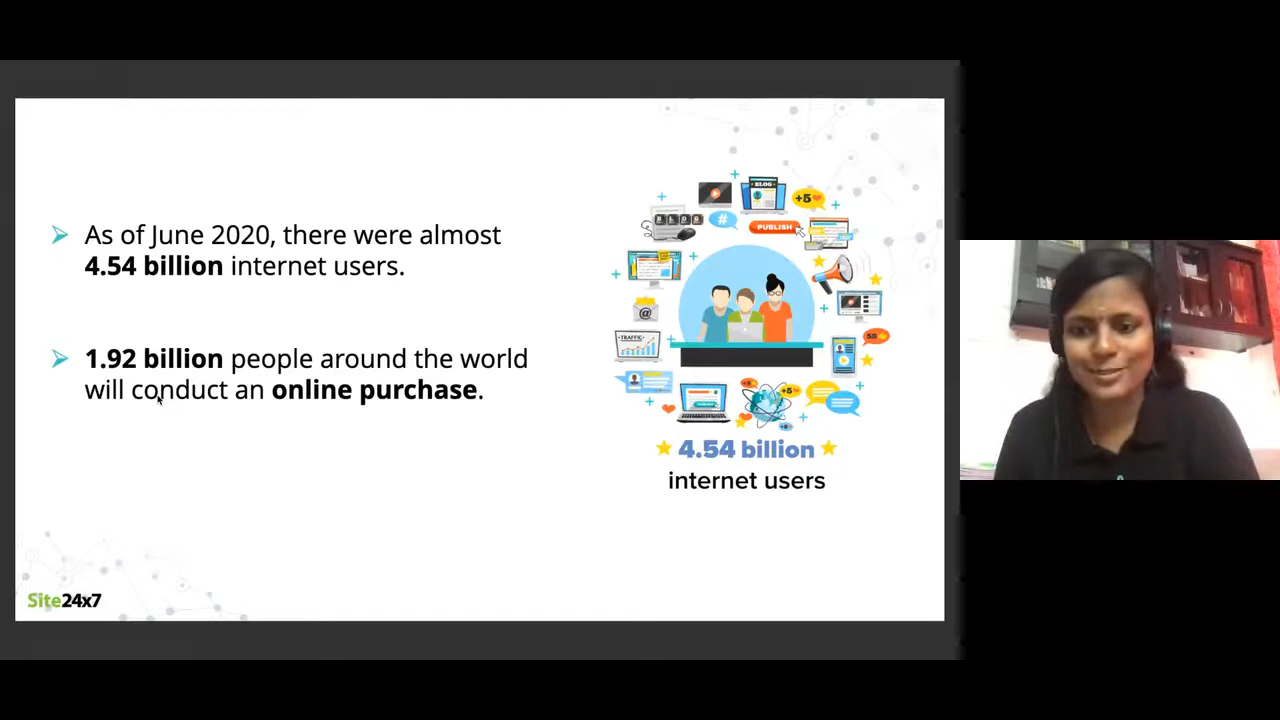 As of June 2020, there were almost
4.54 billion internet users.
1.92 billion people around the world
will conduct an online purchase.
BLOG
+5
#
PUBLISH
@
TRAFFIC
+5
4.54 billion
internet users
Site24x7